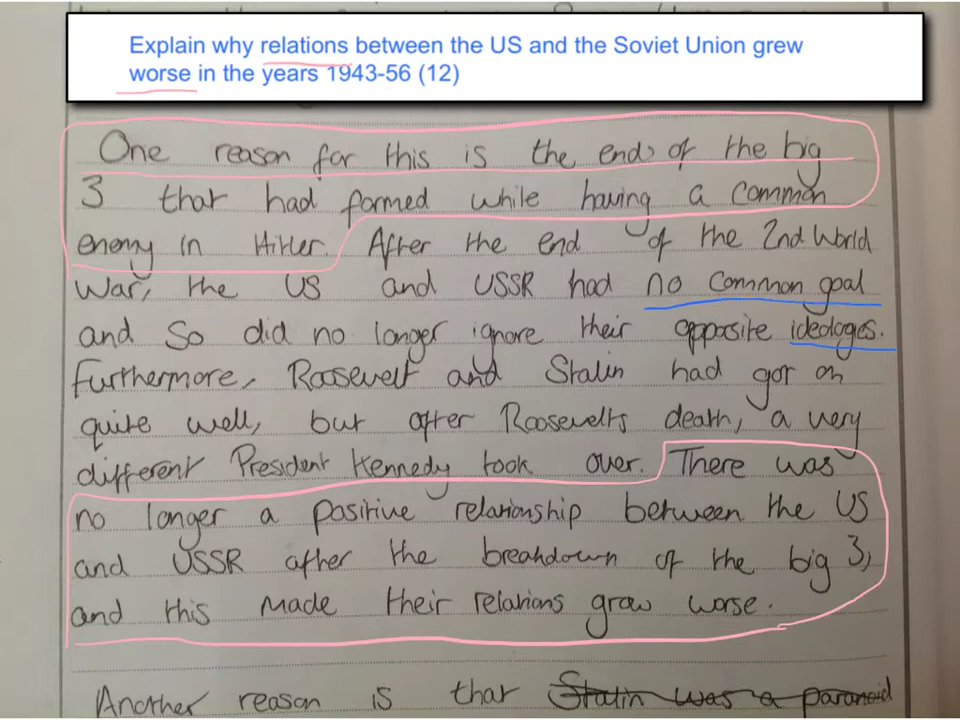 Explain why relations between the US and the Soviet Union grew
worse in the years 1943-56 (12)
One reason for this is the end of the big
3 that had formed while having a common
enemy in Hitler. After the end of the 2nd World
War, the US and USSR had no common goal
and so did no longer ignore their opposite ideologies.
Furthermore, Roosevelt and Stalin had got on
quite well, but after Roosevelts death, a very
different President Kennedy took over. There was
no longer a positive relationship between the US
and USSR after the breakdown of the big 3,
and this made their relations grow worse.
Another reason is that Stalin was a paranoid